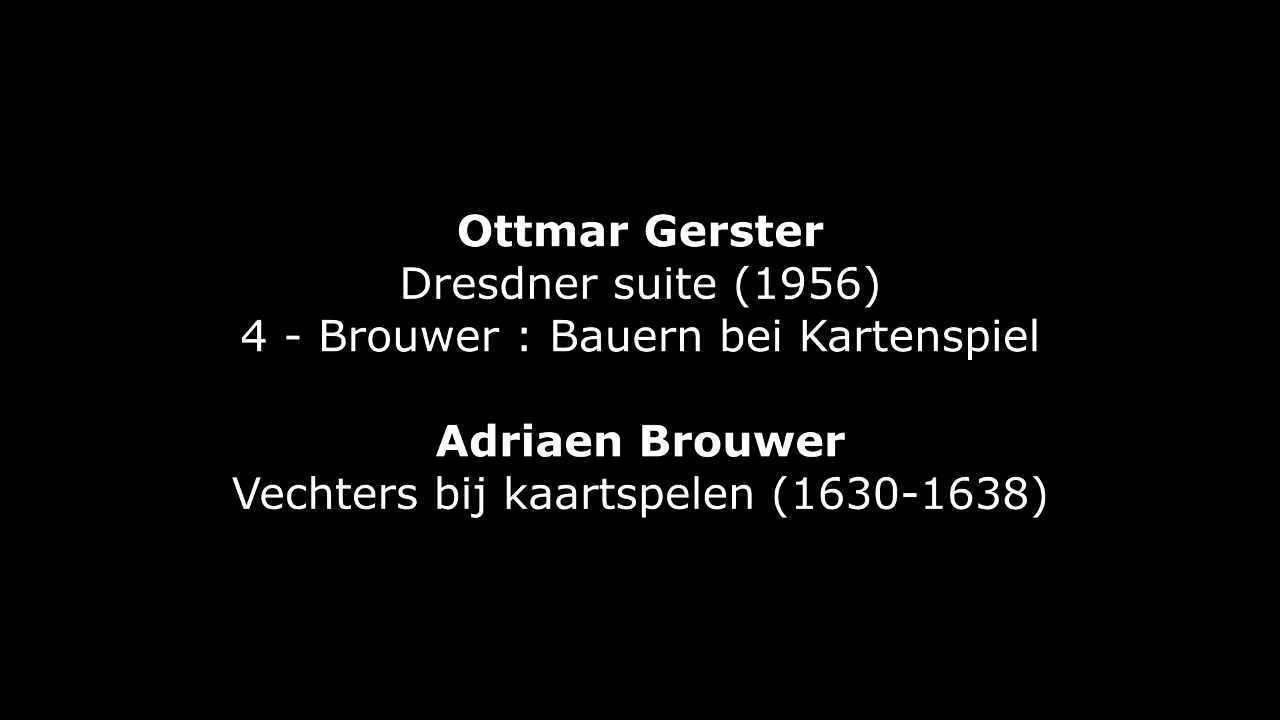 Ottmar Gerster
Dresdner suite (1956)
4 - Brouwer : Bauern bei Kartenspiel
Adriaen Brouwer
Vechters bij kaartspelen (1630-1638)